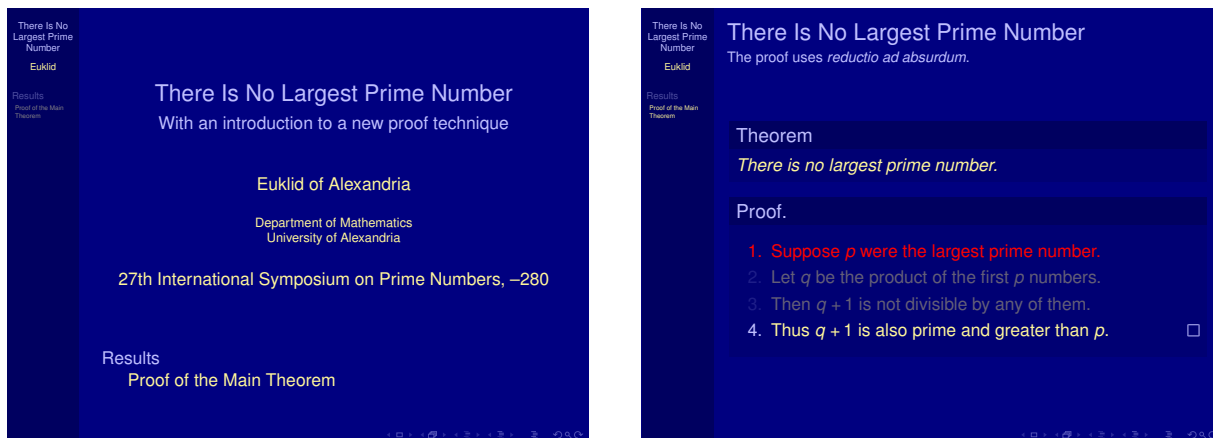 There Is No
Largest Prime
Number
Euklid
Results
Proof of the Main
Theorem
There Is No Largest Prime Number
With an introduction to a new proof technique
Euklid of Alexandria
Department of Mathematics
University of Alexandria
27th International Symposium on Prime Numbers, –280
Results
Proof of the Main Theorem
There Is No
Largest Prime
Number
Euklid
Results
Proof of the Main
Theorem
There Is No Largest Prime Number
The proof uses reductio ad absurdum.
Theorem
There is no largest prime number.
Proof.
1. Suppose p were the largest prime number.
2. Let q be the product of the first p numbers.
3. Then q + 1 is not divisible by any of them.
4. Thus q + 1 is also prime and greater than p. □